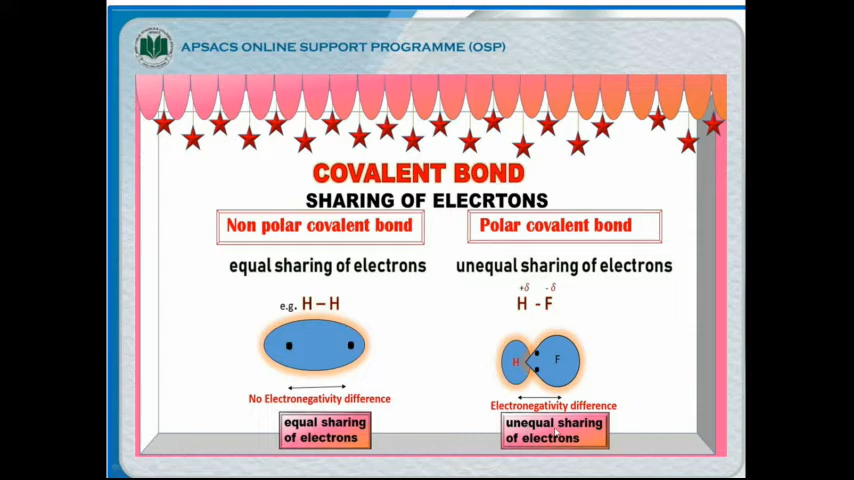 APSACS ONLINE SUPPORT PROGRAMME (OSP)
COVALENT BOND
SHARING OF ELECRTONS
Non polar covalent bond
equal sharing of electrons
e.g. H – H
No Electronegativity difference
equal sharing
of electrons
Polar covalent bond
unequal sharing of electrons
+δ - δ
H - F
H F
Electronegativity difference
unequal sharing
of electrons